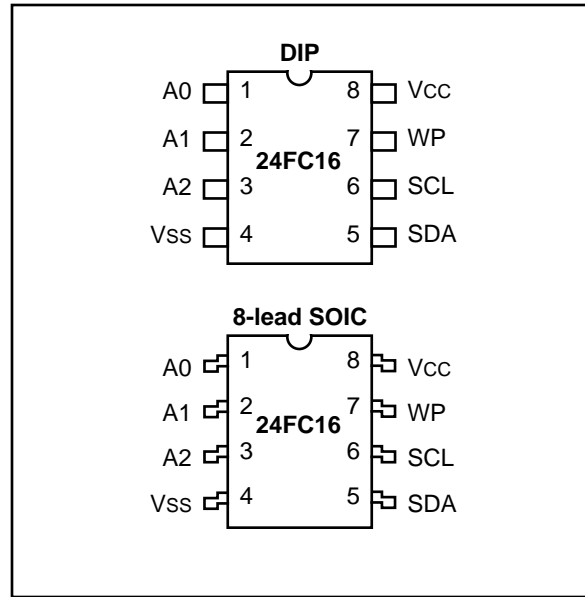 DIP
A0 1 8 VCC
A1 2 7 WP
24FC16
A2 3 6 SCL
VSS 4 5 SDA
8-lead SOIC
A0 1 8 VCC
A1 2 7 WP
24FC16
A2 3 6 SCL
VSS 4 5 SDA